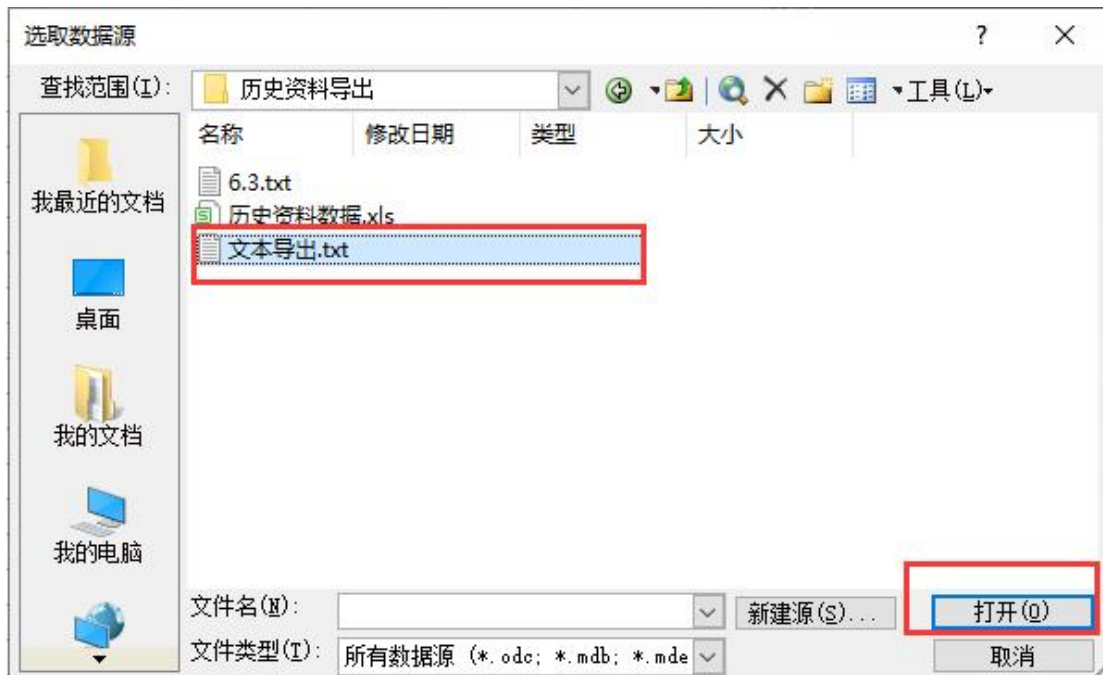 选取数据源 ?
查找范围(I): 历史资料导出 工具(L)
名称 修改日期 类型 大小
6.3.txt
历史资料数据.xls
文本导出.txt
我最近的文档
桌面
我的文档
我的电脑
文件名(N): 新建源(S)... 打开(O)
文件类型(T): 所有数据源 (*.odc; *.mdb; *.mde 取消